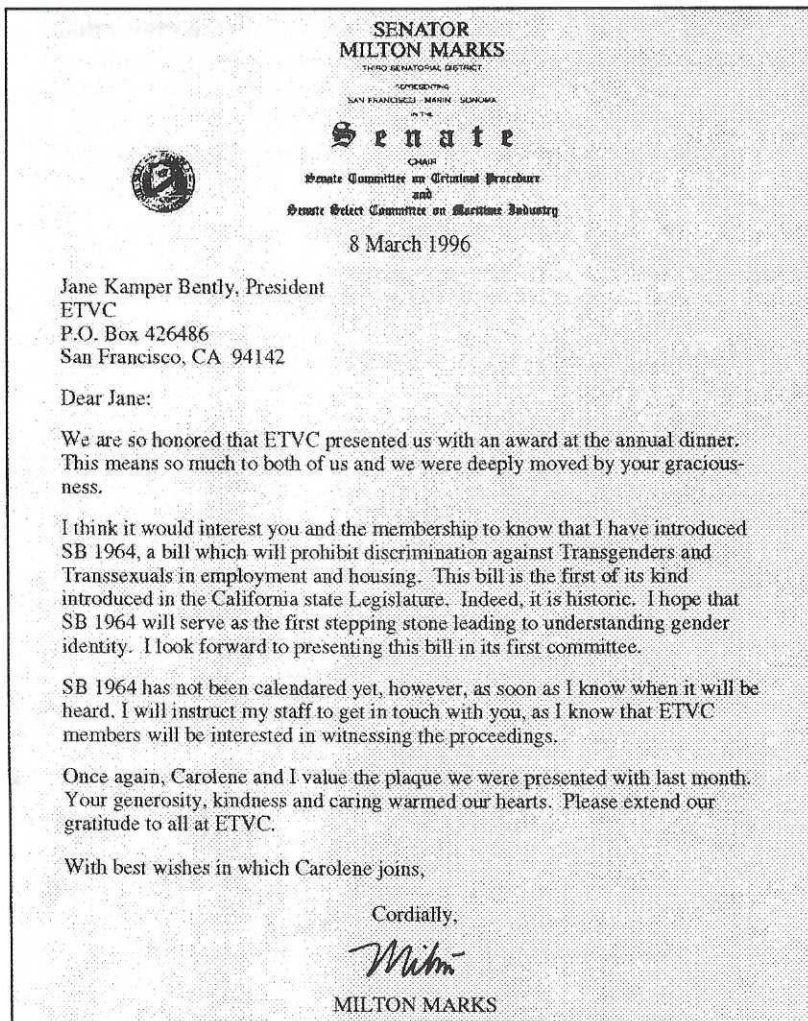 SENATOR
MILTON MARKS
THIRD SENATORIAL DISTRICT
REPRESENTING
SAN FRANCISCO - MARIN - SONOMA
IN THE
Senate
CHAIR
Senate Committee on Criminal Procedure
and
Senate Select Committee on Maritime Industry
8 March 1996
Jane Kamper Bently, President
ETVC
P.O. Box 426486
San Francisco, CA 94142
Dear Jane:
We are so honored that ETVC presented us with an award at the annual dinner.
This means so much to both of us and we were deeply moved by your gracious-
ness.
I think it would interest you and the membership to know that I have introduced
SB 1964, a bill which will prohibit discrimination against Transgenders and
Transsexuals in employment and housing. This bill is the first of its kind
introduced in the California state Legislature. Indeed, it is historic. I hope that
SB 1964 will serve as the first stepping stone leading to understanding gender
identity. I look forward to presenting this bill in its first committee.
SB 1964 has not been calendared yet, however, as soon as I know when it will be
heard, I will instruct my staff to get in touch with you, as I know that ETVC
members will be interested in witnessing the proceedings.
Once again, Carolene and I value the plaque we were presented with last month.
Your generosity, kindness and caring warmed our hearts. Please extend our
gratitude to all at ETVC.
With best wishes in which Carolene joins,
Cordially,
Milton
MILTON MARKS